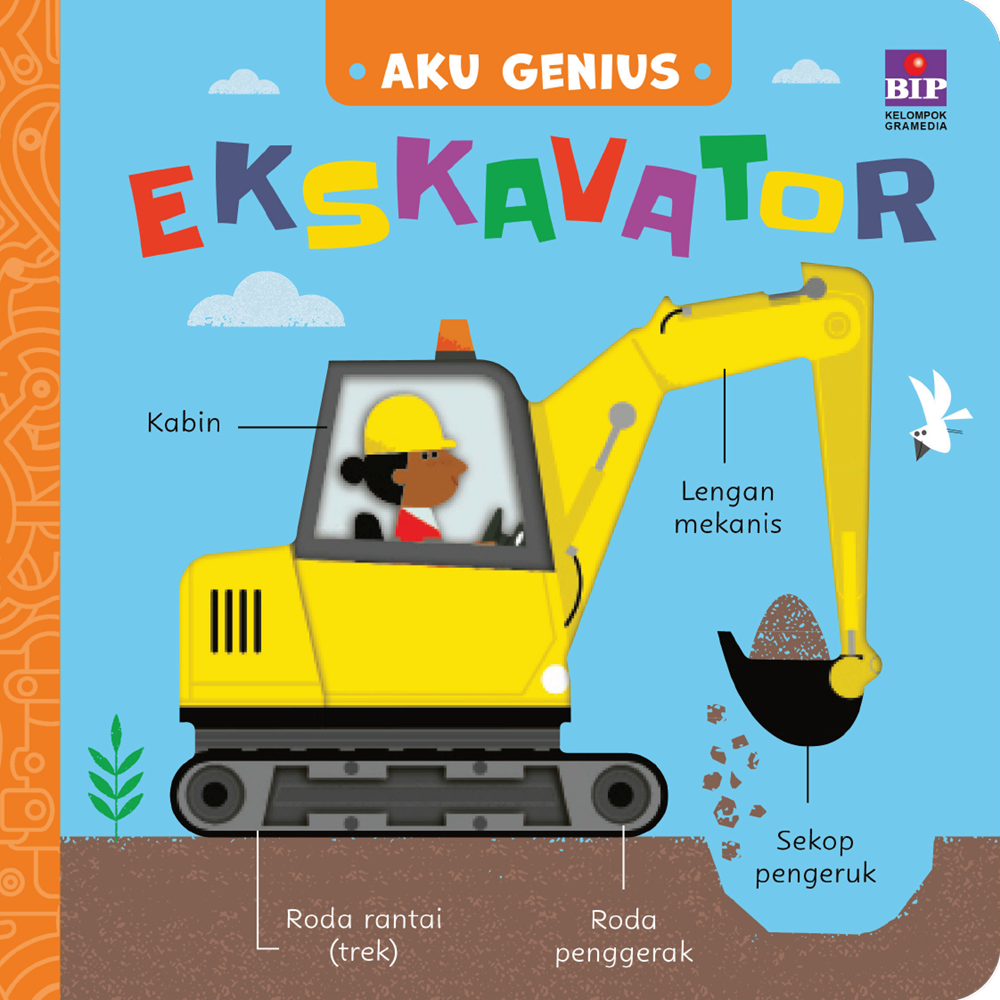 AKU GENIUS
BIP
KELOMPOK
GRAMEDIA
EKSKAVATOR
Kabin
Lengan
mekanis
Sekop
pengeruk
Roda rantai
(trek)
Roda
penggerak